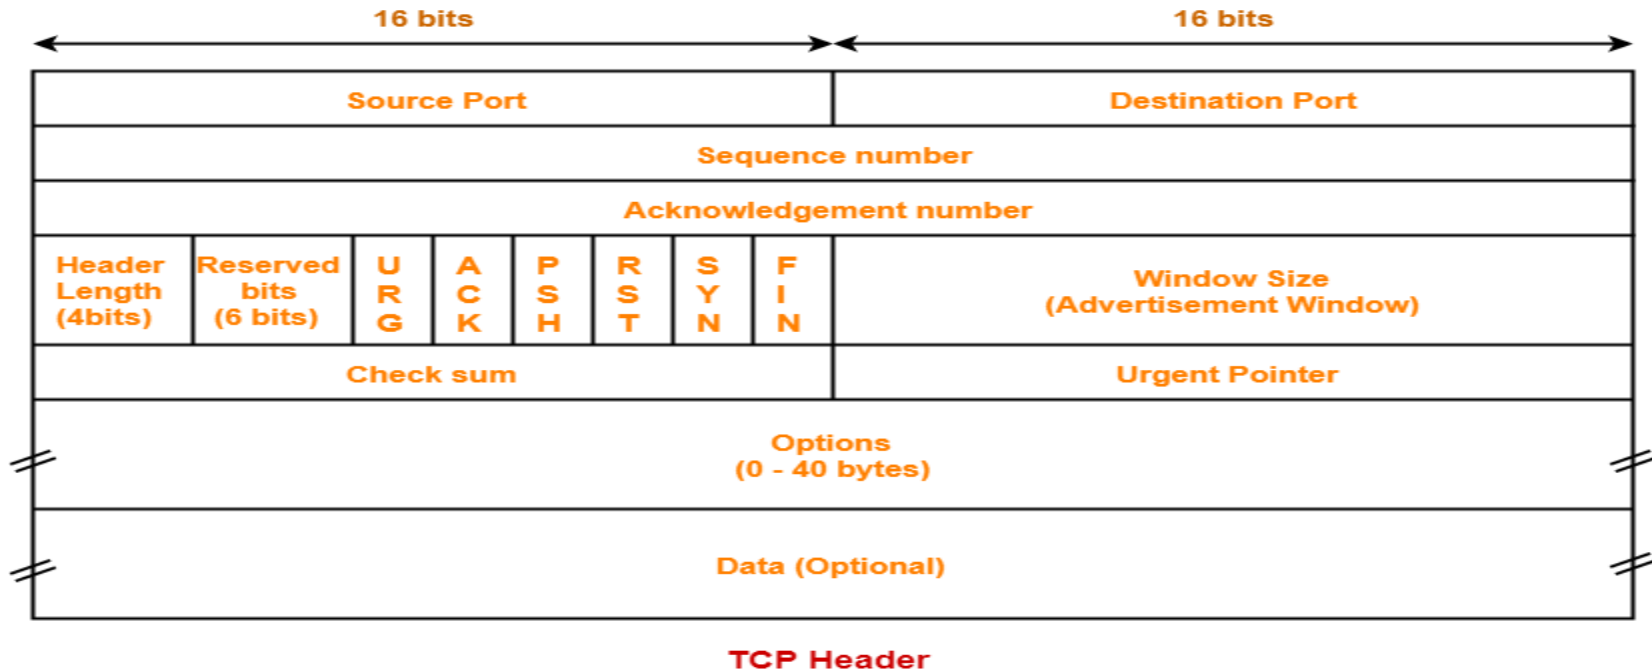 16 bits
16 bits
Source Port
Destination Port
Sequence number
Acknowledgement number
Header
Length
(4bits)
Reserved
bits
(6 bits)
U
R
G
A
C
K
P
S
H
R
S
T
S
Y
N
F
I
N
Window Size
(Advertisement Window)
Check sum
Urgent Pointer
Options
(0 - 40 bytes)
Data (Optional)
TCP Header